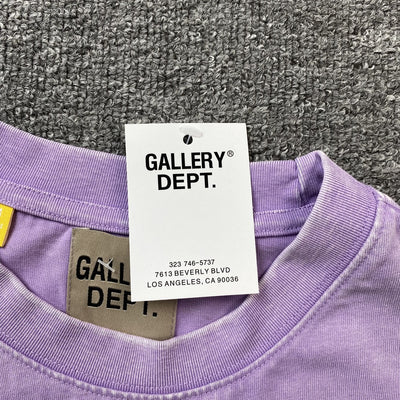 GALLERY®
DEPT.
323 746-5737
7613 BEVERLY BLVD
LOS ANGELES, CA 90036
GALL
DEPT.